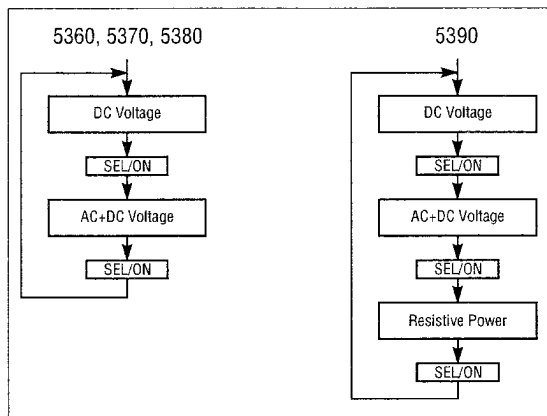 5360, 5370, 5380
DC Voltage
SEL/ON
AC+DC Voltage
SEL/ON
5390
DC Voltage
SEL/ON
AC+DC Voltage
SEL/ON
Resistive Power
SEL/ON